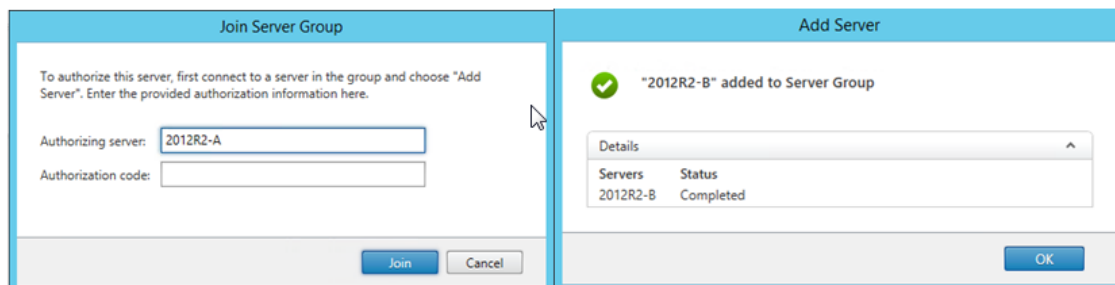 Join Server Group
To authorize this server, first connect to a server in the group and choose "Add
Server". Enter the provided authorization information here.
Authorizing server: 2012R2-A
Authorization code:
Join Cancel
Add Server
"2012R2-B" added to Server Group
Details
Servers Status
2012R2-B Completed
OK